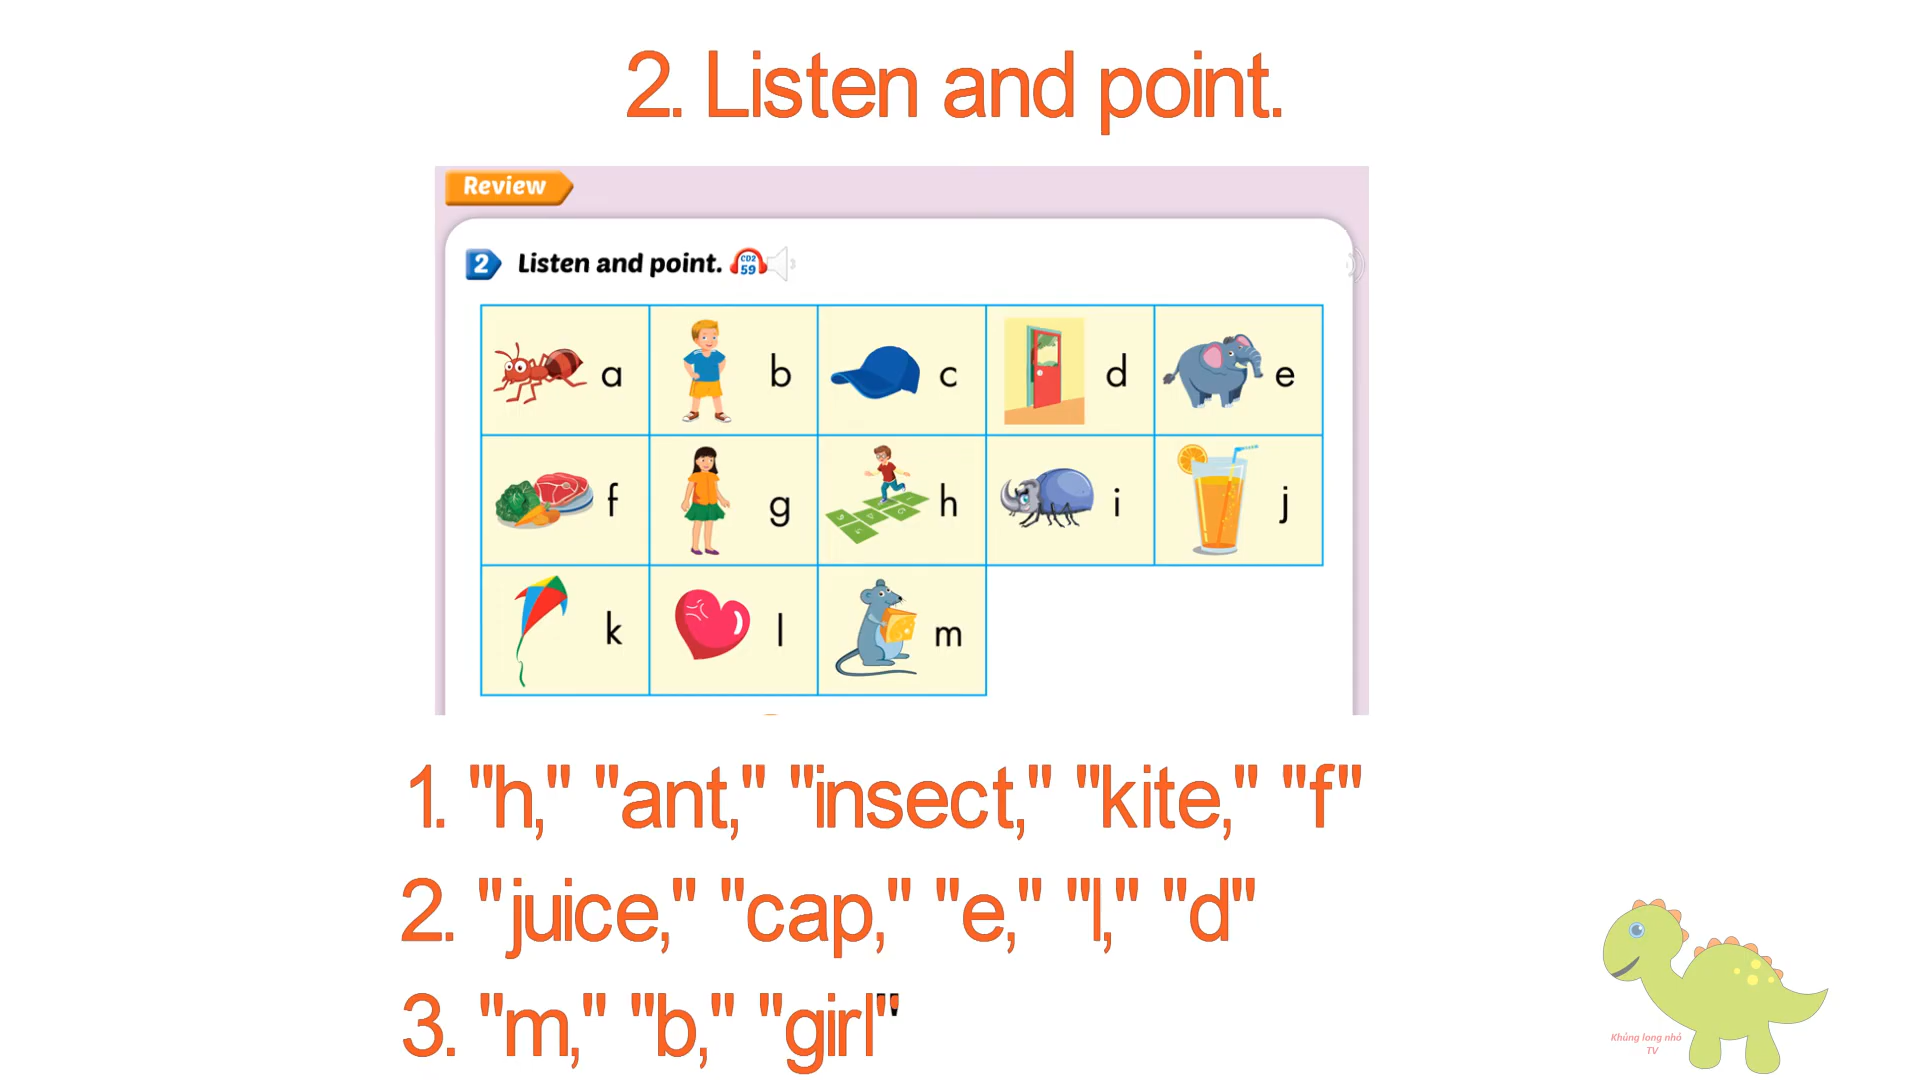 2. Listen and point.
Review
2 Listen and point. CD2 59
a b c d e
f g h i j
k l m
1. "h," "ant," "insect," "kite," "f"
2. "juice," "cap," "e," "l," "d"
3. "m," "b," "girl"
Khủng long nhỏ
TV